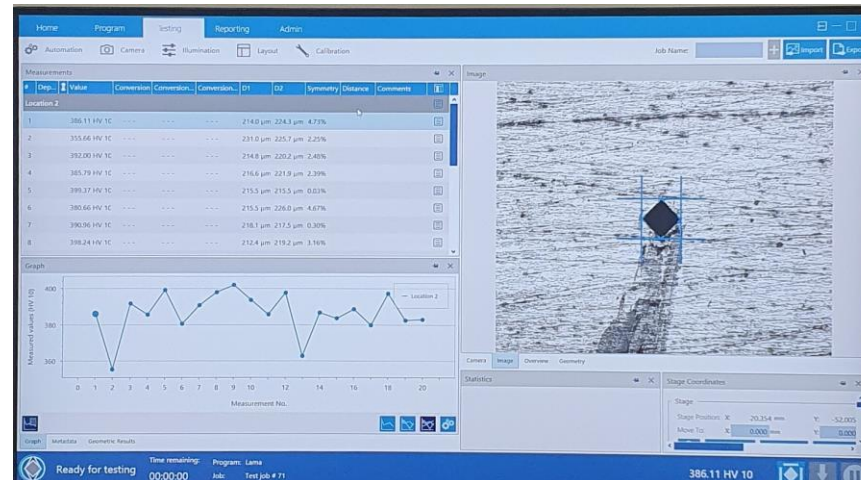 Home Program Testing Reporting Admin
Automation Camera Illumination Layout Calibration Job Name: Import Expo
Measurements
# Dep... Value Conversion Conversion... Conversion... D1 D2 Symmetry Distance Comments
Location 2
1 386.11 HV 10 --- --- --- 214.0 µm 224.3 µm 4.73%
2 355.66 HV 10 --- --- --- 231.0 µm 225.7 µm 2.25%
3 392.00 HV 10 --- --- --- 214.8 µm 220.2 µm 2.48%
4 385.79 HV 10 --- --- --- 216.6 µm 221.9 µm 2.39%
5 399.37 HV 10 --- --- --- 215.5 µm 215.5 µm 0.03%
6 380.66 HV 10 --- --- --- 215.5 µm 226.0 µm 4.67%
7 390.96 HV 10 --- --- --- 218.1 µm 217.5 µm 0.30%
8 398.24 HV 10 --- --- --- 212.4 µm 219.2 µm 3.16%
Graph
Measured values (HV 10)
400
380
360
Location 2
0 1 2 3 4 5 6 7 8 9 10 12 14 16 18 20
Measurement No.
Graph Metadata Geometric Results
Image
Camera Image Overview Geometry
Statistics
Stage Coordinates
Stage
Stage Position: X: 20.354 mm Y: -52.005
Move To: X: 0.000 mm Y: 0.000
Ready for testing
Time remaining: 00:00:00
Program: Lama
Job: Test job # 71
386.11 HV 10